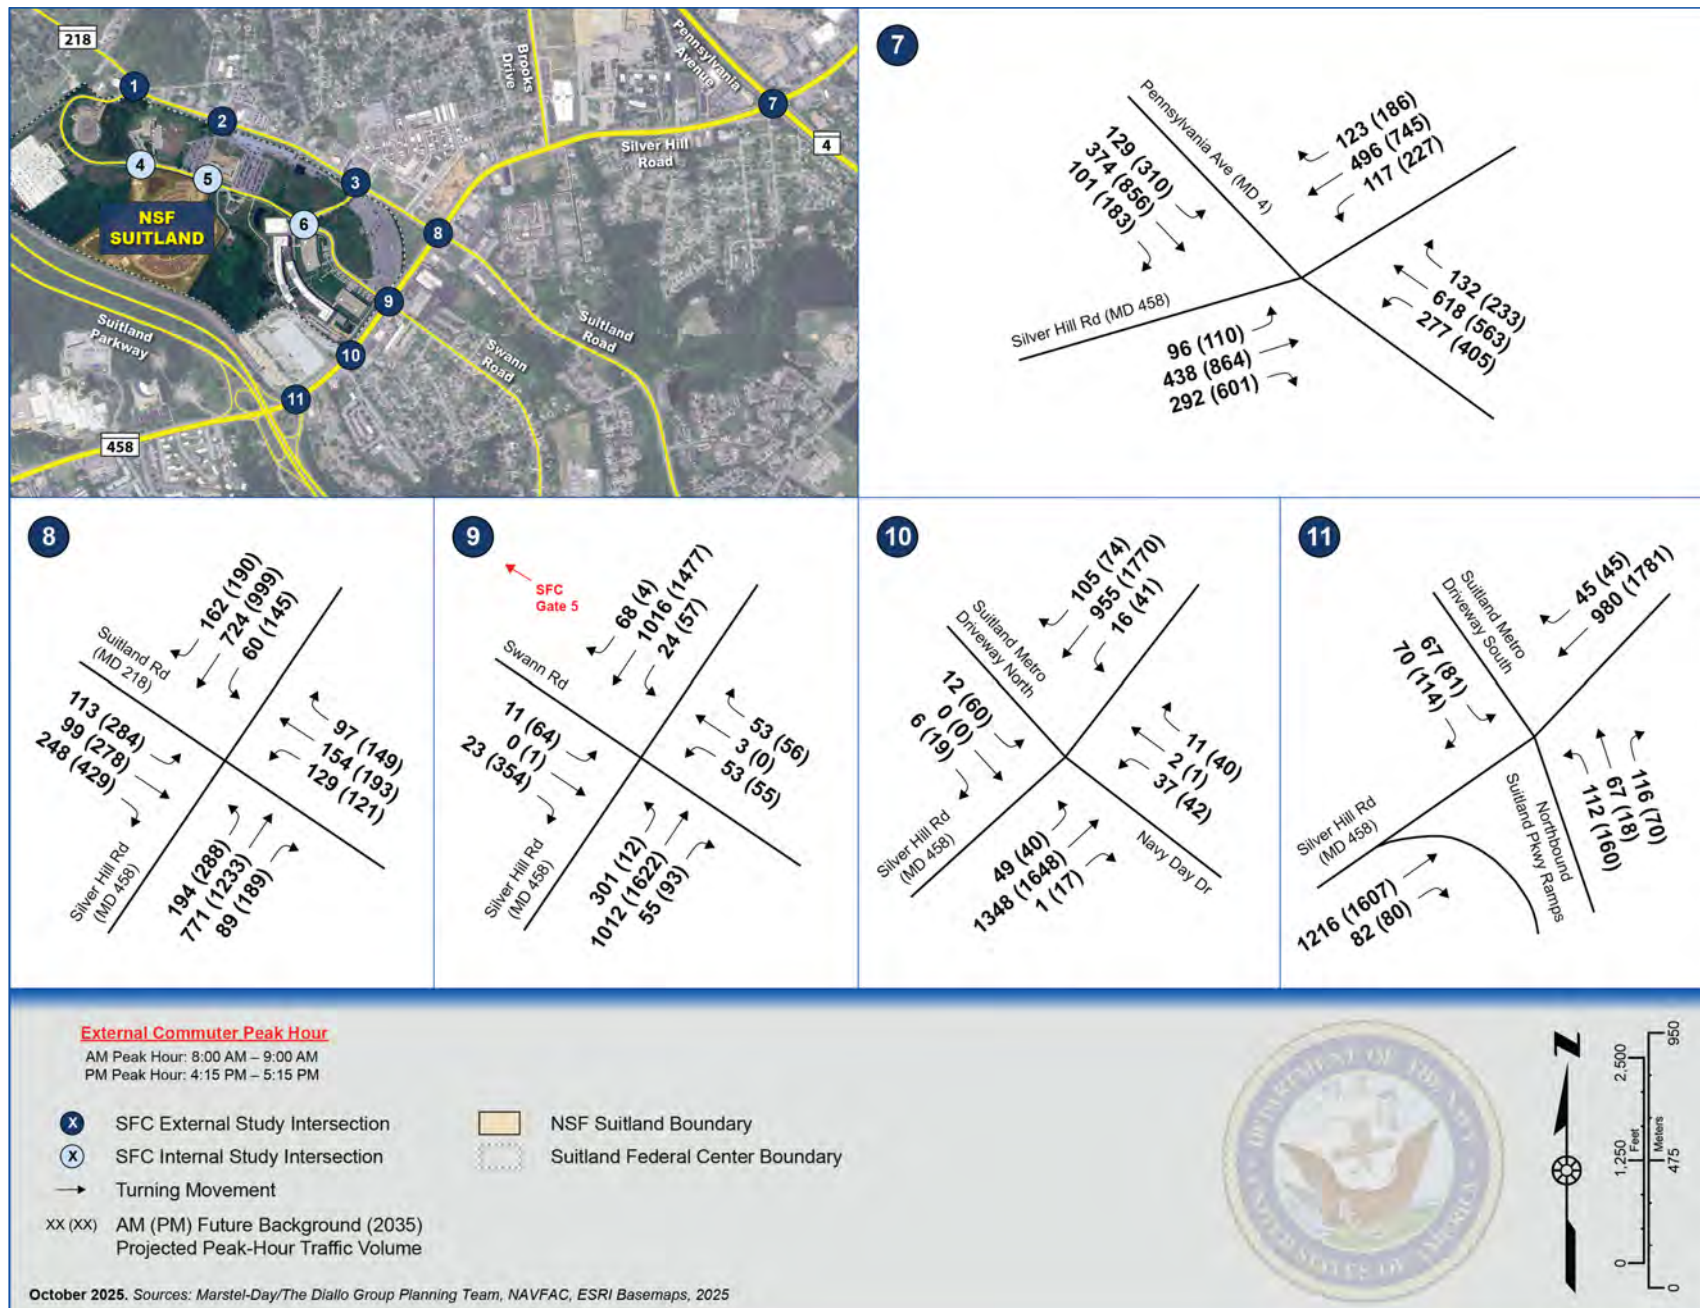 218
1
2
3
4
5
6
7
8
9
10
11
NSF
SUITLAND
Brooks
Drive
Pennsylvania
Avenue
4
Silver Hill
Road
Suitland
Parkway
Swann
Road
Suitland
Road
458
7
Pennsylvania Ave (MD 4)
Silver Hill Rd (MD 458)
123 (186)
496 (745)
117 (227)
129 (310)
374 (856)
101 (183)
132 (233)
618 (563)
277 (405)
96 (110)
438 (864)
292 (601)
8
Suitland Rd
(MD 218)
Silver Hill Rd
(MD 458)
162 (190)
724 (999)
60 (145)
113 (284)
99 (278)
248 (429)
97 (149)
154 (193)
129 (121)
194 (288)
771 (1233)
89 (189)
9
SFC
Gate 5
Swann Rd
Silver Hill Rd
(MD 458)
68 (4)
1016 (1477)
24 (57)
11 (64)
0 (1)
23 (354)
53 (56)
3 (0)
53 (55)
301 (12)
1012 (1622)
55 (93)
10
Suitland Metro
Driveway North
Silver Hill Rd
(MD 458)
Navy Day Dr
105 (74)
955 (1770)
16 (41)
12 (60)
0 (0)
6 (19)
11 (40)
2 (1)
37 (42)
49 (40)
1348 (1648)
1 (17)
11
Suitland Metro
Driveway South
Silver Hill Rd
(MD 458)
Northbound
Suitland Pkwy Ramps
45 (45)
980 (1781)
67 (81)
70 (114)
116 (70)
67 (18)
112 (160)
1216 (1607)
82 (80)
External Commuter Peak Hour
AM Peak Hour: 8:00 AM – 9:00 AM
PM Peak Hour: 4:15 PM – 5:15 PM
X SFC External Study Intersection
X SFC Internal Study Intersection
Turning Movement
XX (XX) AM (PM) Future Background (2035)
Projected Peak-Hour Traffic Volume
NSF Suitland Boundary
Suitland Federal Center Boundary
DEPARTMENT OF THE NAVY
UNITED STATES OF AMERICA
N
0 1,250 2,500
Feet
Meters
0 475 950
October 2025. Sources: Marstel-Day/The Diallo Group Planning Team, NAVFAC, ESRI Basemaps, 2025